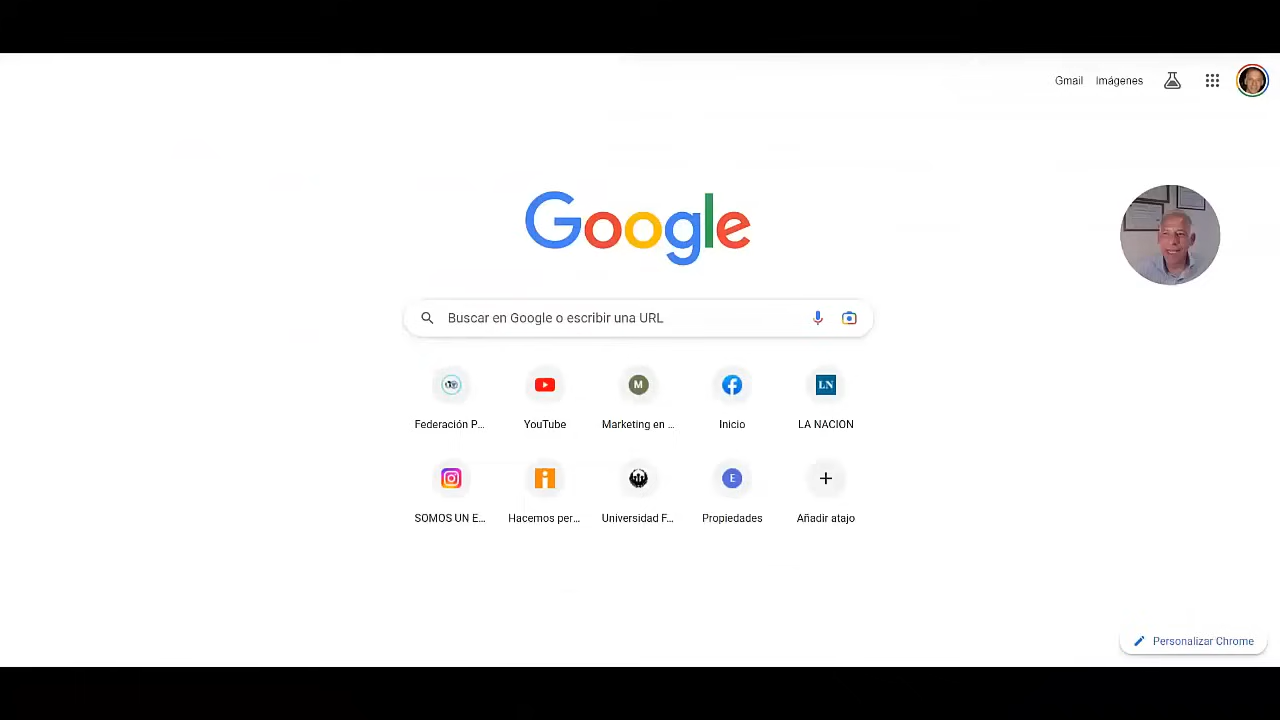 Gmail Imágenes
Google
Buscar en Google o escribir una URL
M
LN
Federación P... YouTube Marketing en ... Inicio LA NACION
E
SOMOS UN E... Hacemos per... Universidad F... Propiedades Añadir atajo
Personalizar Chrome